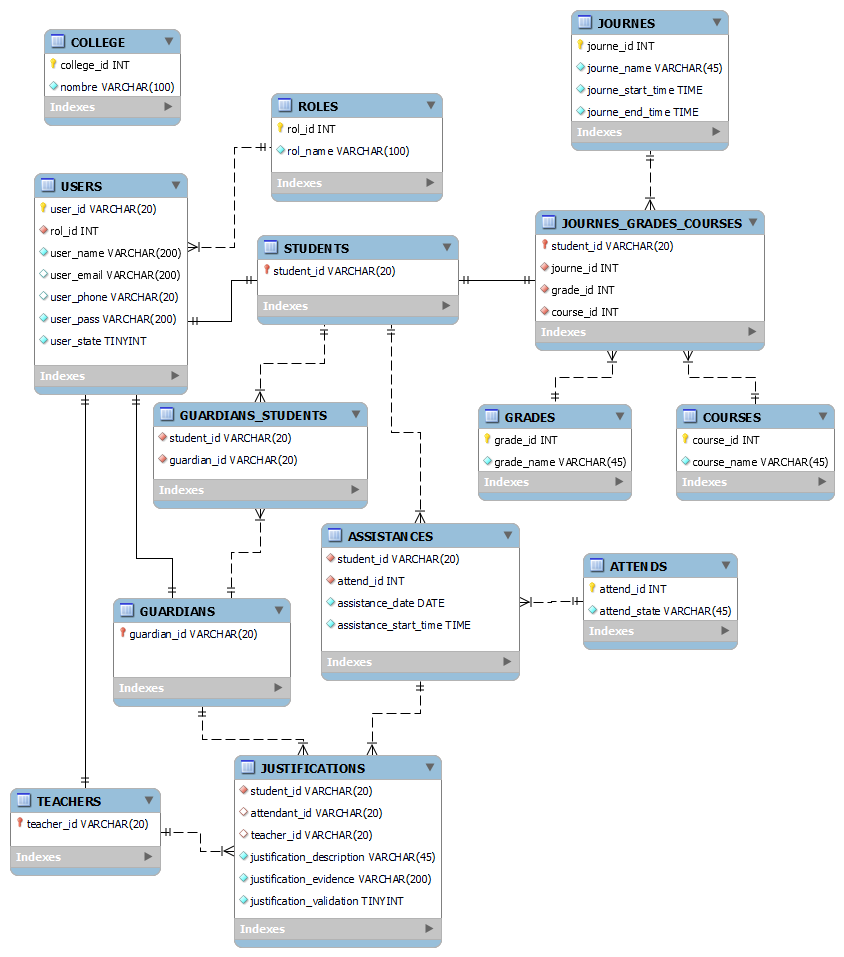 COLLEGE
college_id INT
nombre VARCHAR(100)
Indexes
ROLES
rol_id INT
rol_name VARCHAR(100)
Indexes
JOURNES
journe_id INT
journe_name VARCHAR(45)
journe_start_time TIME
journe_end_time TIME
Indexes
USERS
user_id VARCHAR(20)
rol_id INT
user_name VARCHAR(200)
user_email VARCHAR(200)
user_phone VARCHAR(20)
user_pass VARCHAR(200)
user_state TINYINT
Indexes
STUDENTS
student_id VARCHAR(20)
Indexes
JOURNES_GRADES_COURSES
student_id VARCHAR(20)
journe_id INT
grade_id INT
course_id INT
Indexes
GUARDIANS_STUDENTS
student_id VARCHAR(20)
guardian_id VARCHAR(20)
Indexes
GRADES
grade_id INT
grade_name VARCHAR(45)
Indexes
COURSES
course_id INT
course_name VARCHAR(45)
Indexes
ASSISTANCES
student_id VARCHAR(20)
attend_id INT
assistance_date DATE
assistance_start_time TIME
Indexes
ATTENDS
attend_id INT
attend_state VARCHAR(45)
Indexes
GUARDIANS
guardian_id VARCHAR(20)
Indexes
TEACHERS
teacher_id VARCHAR(20)
Indexes
JUSTIFICATIONS
student_id VARCHAR(20)
attendant_id VARCHAR(20)
teacher_id VARCHAR(20)
justification_description VARCHAR(45)
justification_evidence VARCHAR(200)
justification_validation TINYINT
Indexes